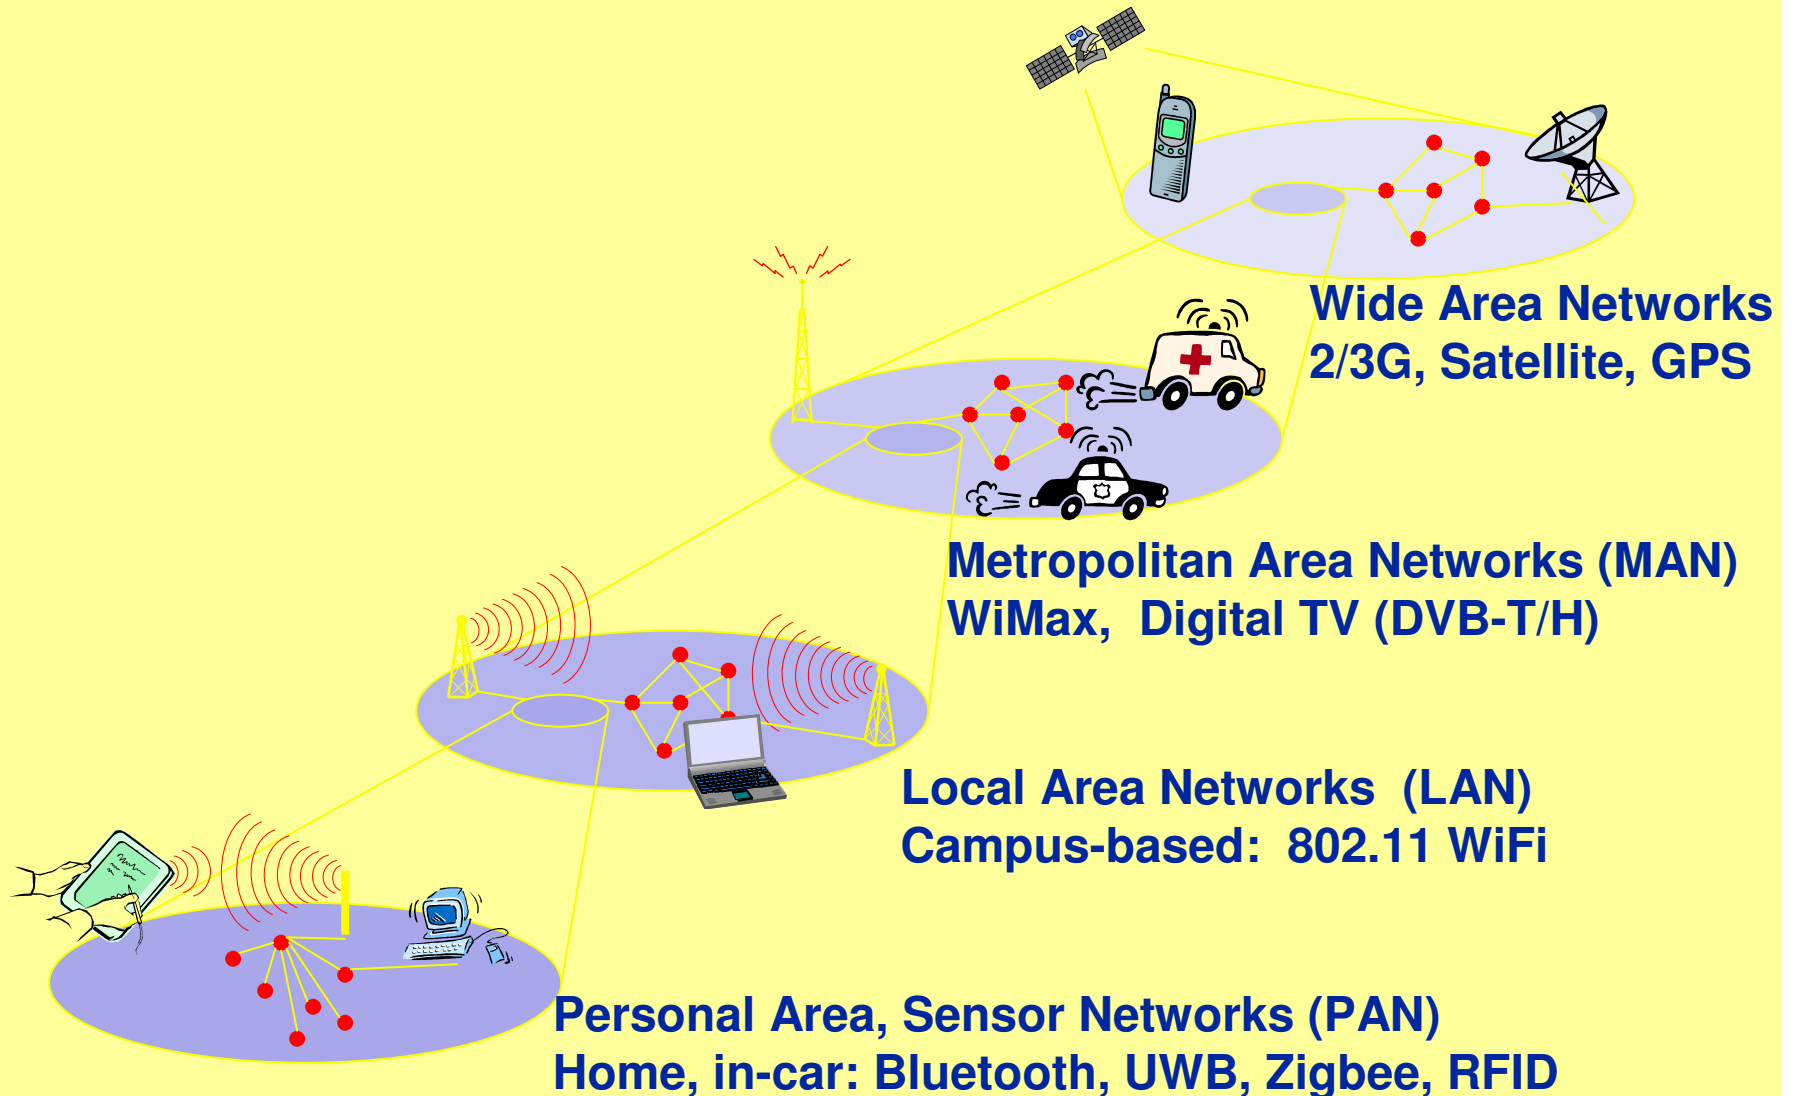 Wide Area Networks
2/3G, Satellite, GPS
Metropolitan Area Networks (MAN)
WiMax,  Digital TV (DVB-T/H)
Local Area Networks  (LAN)
Campus-based:  802.11 WiFi
Personal Area, Sensor Networks (PAN)
Home, in-car: Bluetooth, UWB, Zigbee, RFID